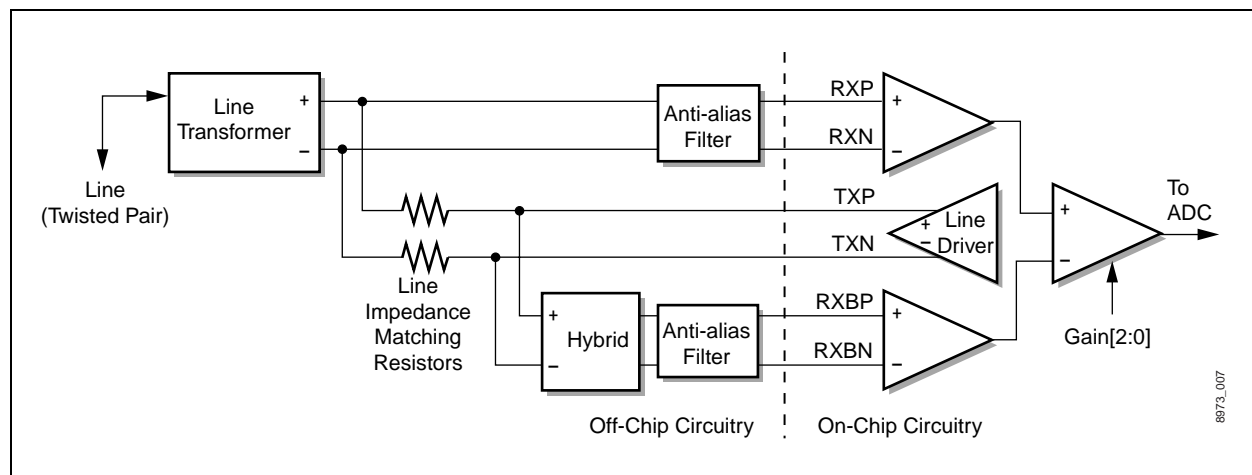 Line
Transformer
+
−
Line
(Twisted Pair)
Anti-alias
Filter
RXP
RXN
+
−
TXP
TXN
+
−
Line
Driver
+
−
To
ADC
Gain[2:0]
Line
Impedance
Matching
Resistors
+
−
Hybrid
Anti-alias
Filter
RXBP
RXBN
+
−
Off-Chip Circuitry
On-Chip Circuitry
8973_007